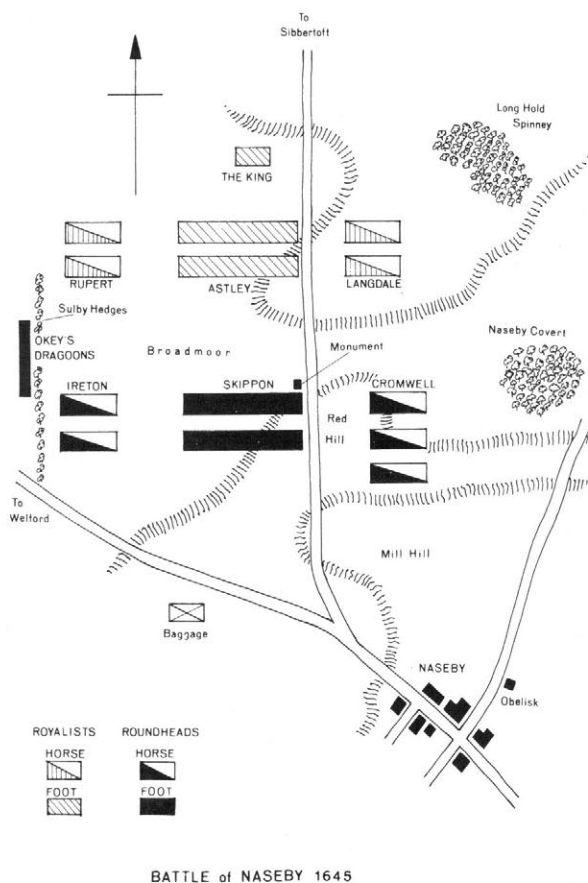 To
Sibbertoft
Long Hold
Spinney
THE KING
RUPERT
ASTLEY
LANGDALE
Sulby Hedges
OKEY'S
DRAGOONS
Broadmoor
Monument
Naseby Covert
IRETON
SKIPPON
CROMWELL
Red
Hill
To
Welford
Mill Hill
Baggage
NASEBY
Obelisk
ROYALISTS
ROUNDHEADS
HORSE
HORSE
FOOT
FOOT
BATTLE of NASEBY 1645